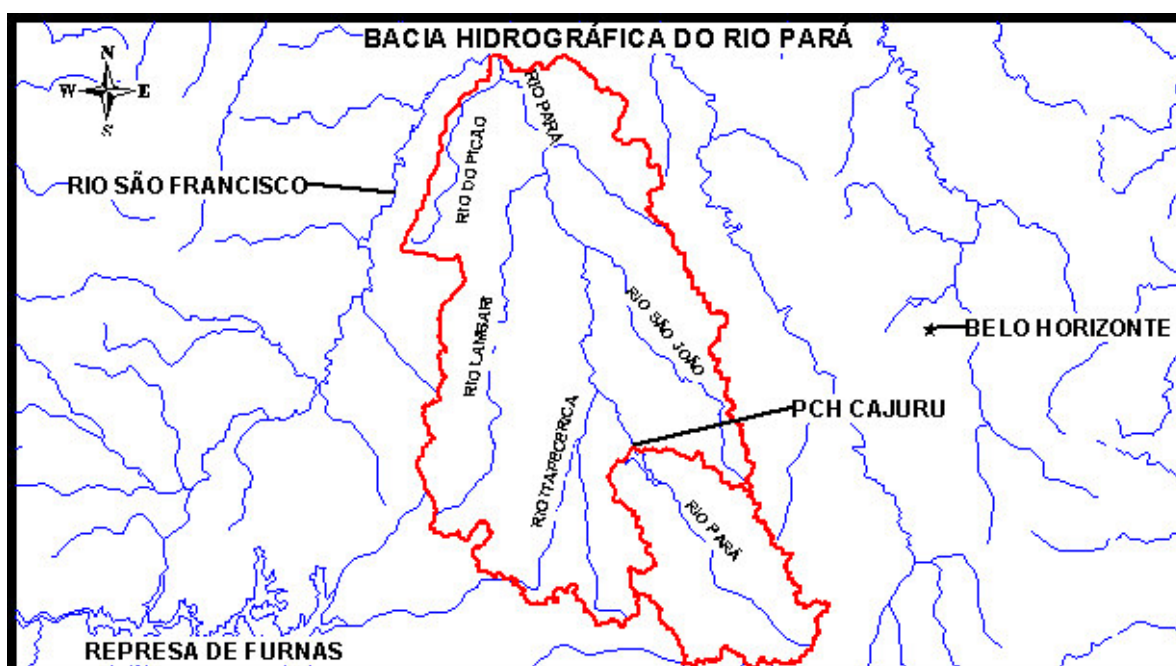 BACIA HIDROGRÁFICA DO RIO PARÁ
N
W E
S
RIO PARÁ
RIO DO PICÃO
RIO SÃO FRANCISCO
RIO LAMBARI
RIO SÃO JOÃO
BELO HORIZONTE
PCH CAJURU
RIO ITAPECERICA
RIO PARÁ
REPRESA DE FURNAS